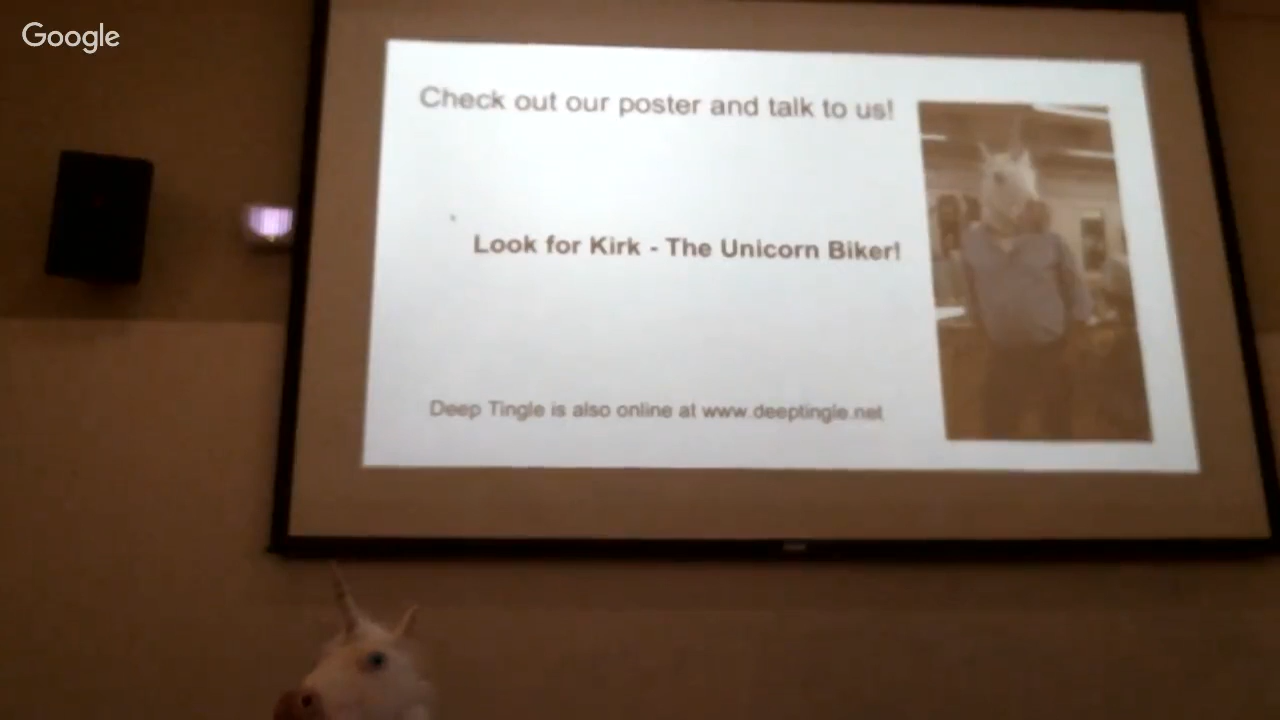 Google
Check out our poster and talk to us!
Look for Kirk - The Unicorn Biker!
Deep Tingle is also online at www.deeptingle.net